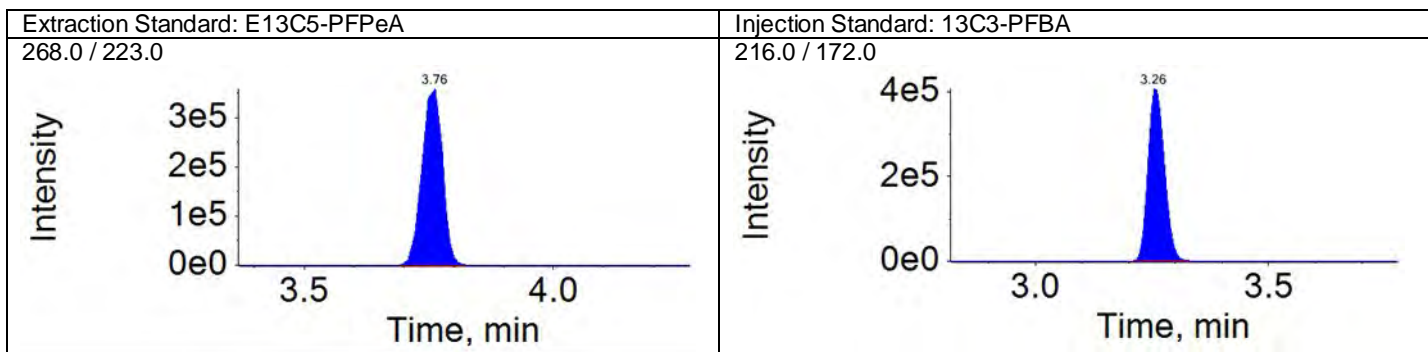 Extraction Standard: E13C5-PFPeA
268.0 / 223.0
3.76
Intensity
3e5
2e5
1e5
0e0
3.5 4.0
Time, min
Injection Standard: 13C3-PFBA
216.0 / 172.0
3.26
Intensity
4e5
2e5
0e0
3.0 3.5
Time, min